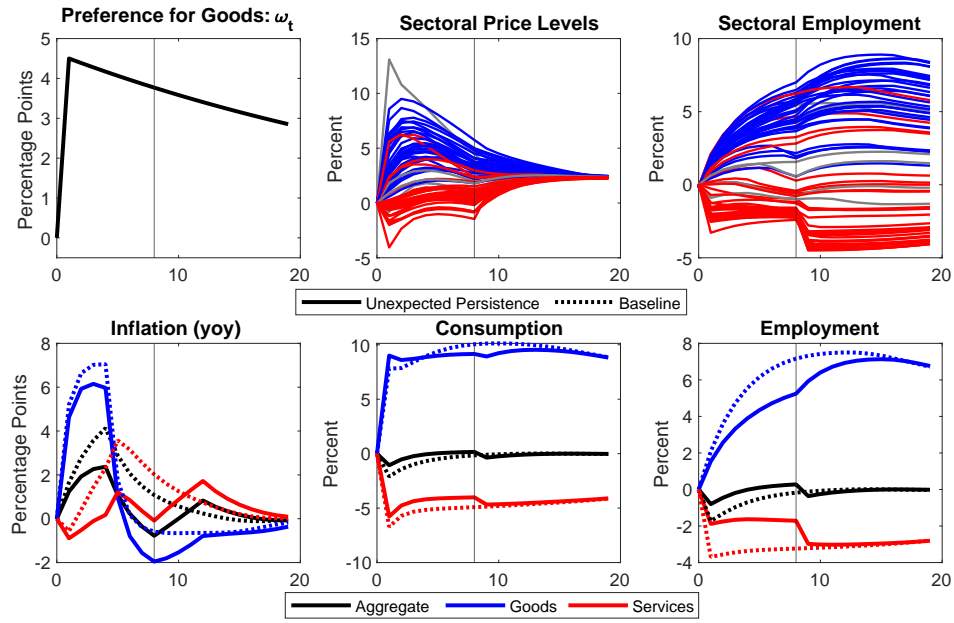 Preference for Goods: ω_t
Sectoral Price Levels
Sectoral Employment
Percentage Points
5
4
3
2
1
0
0 10 20
Percent
15
10
5
0
-5
0 10 20
Percent
10
5
0
-5
0 10 20
Unexpected Persistence Baseline
Inflation (yoy)
Consumption
Employment
Percentage Points
8
6
4
2
0
-2
0 10 20
Percent
10
5
0
-5
-10
0 10 20
Percent
8
6
4
2
0
-2
-4
0 10 20
Aggregate Goods Services